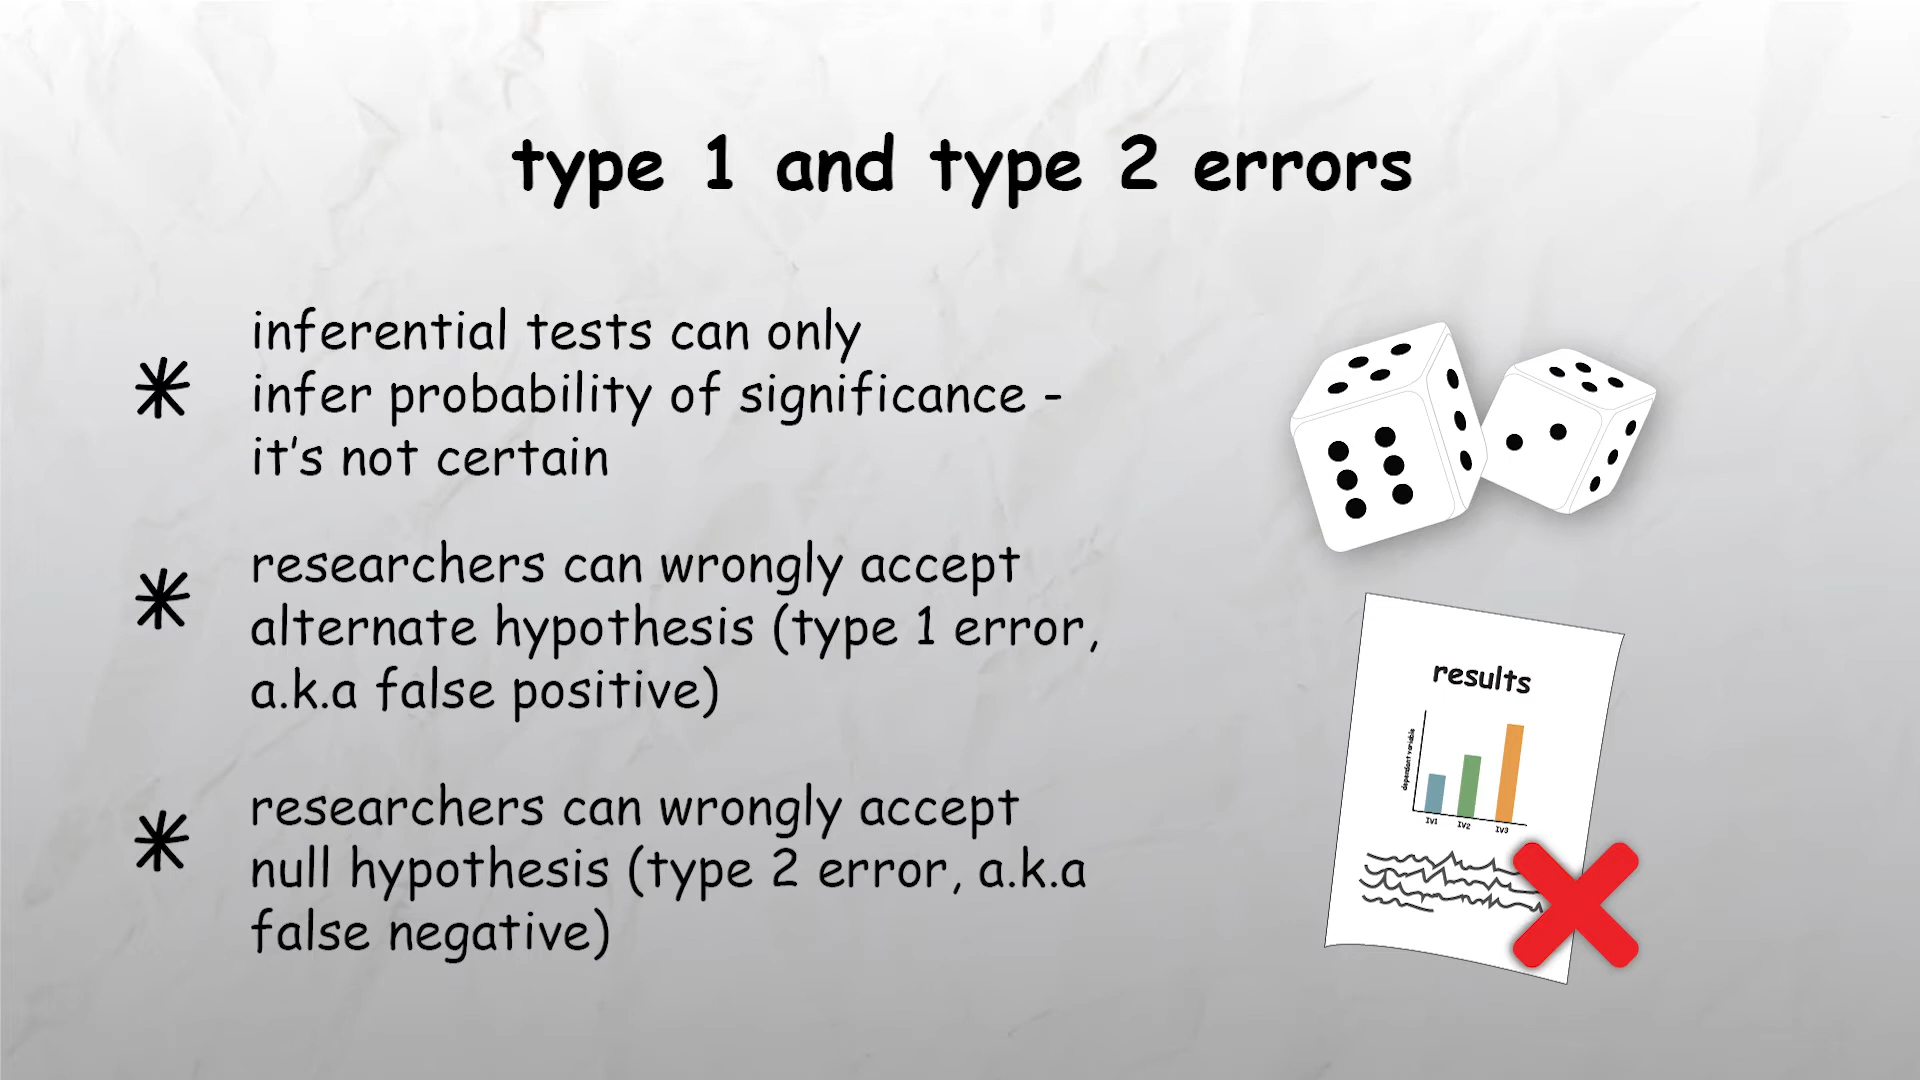 type 1 and type 2 errors
inferential tests can only
infer probability of significance -
it's not certain
researchers can wrongly accept
alternate hypothesis (type 1 error,
a.k.a false positive)
researchers can wrongly accept
null hypothesis (type 2 error, a.k.a
false negative)
results
dependant variable
IV1 IV2 IV3